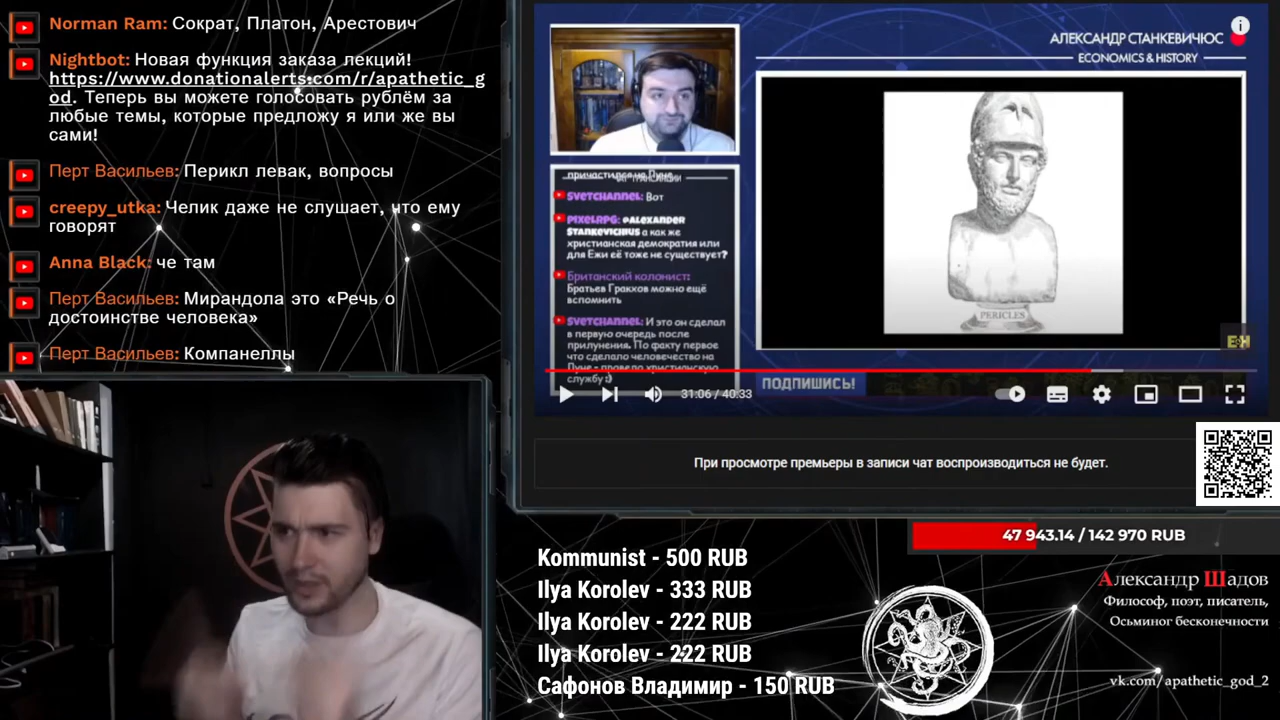 Norman Ram: Сократ, Платон, Арестович
Nightbot: Новая функция заказа лекций!
https://www.donationalerts.com/r/apathetic_g
od. Теперь вы можете голосовать рублём за
любые темы, которые предложу я или же вы
сами!
Перт Васильев: Перикл левак, вопросы
creepy_utka: Челик даже не слушает, что ему
говорят
Anna Black: че там
Перт Васильев: Мирандола это «Речь о
достоинстве человека»
Перт Васильев: Компанеллы
АЛЕКСАНДР СТАНКЕВИЧЮС
ECONOMICS & HISTORY
SVETCHANNEL: Вот
PIXELRPG: @ALEXANDER
STANKEVICHUS а как же
христианская демократия или
для Ежи её тоже не существует?
Британский колонист:
Братьев Гракхов можно ещё
вспомнить
SVETCHANNEL: И это он сделал
в первую очередь после
прилунения. По факту первое
что сделало человечество на
Луне - провело христианскую
службу :)
PERICLES
E&H
ПОДПИШИСЬ!
31:06 / 40:33
При просмотре премьеры в записи чат воспроизводиться не будет.
47 943.14 / 142 970 RUB
Kommunist - 500 RUB
Ilya Korolev - 333 RUB
Ilya Korolev - 222 RUB
Ilya Korolev - 222 RUB
Сафонов Владимир - 150 RUB
Александр Шадов
Философ, поэт, писатель,
Осьминог бесконечности
vk.com/apathetic_god_2